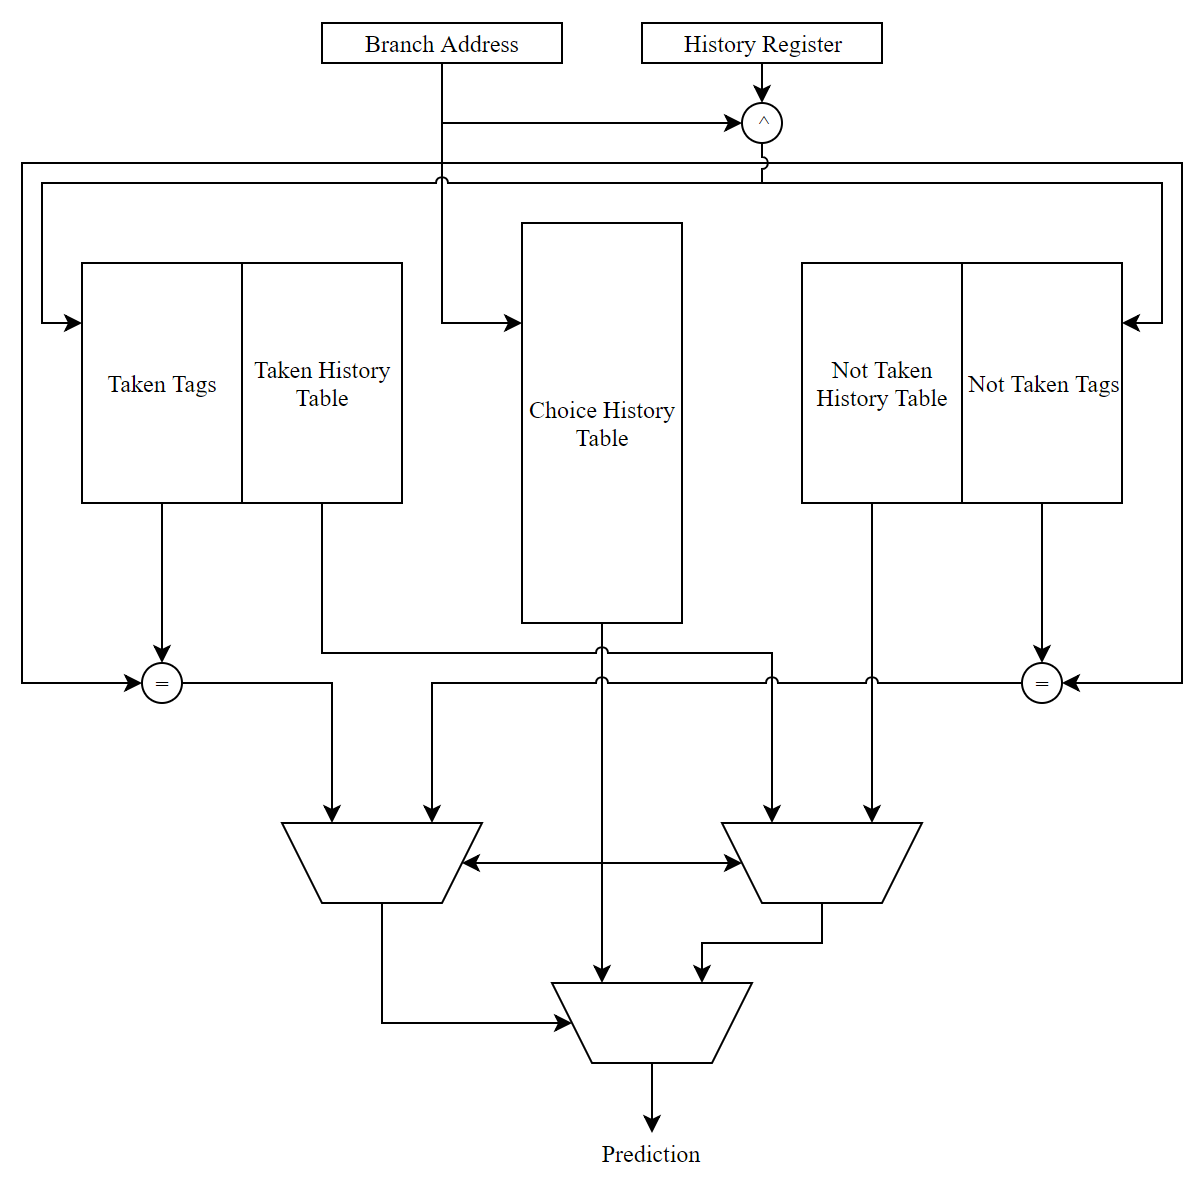 Branch Address
History Register
^
Taken Tags
Taken History
Table
Choice History
Table
Not Taken
History Table
Not Taken Tags
=
=
Prediction